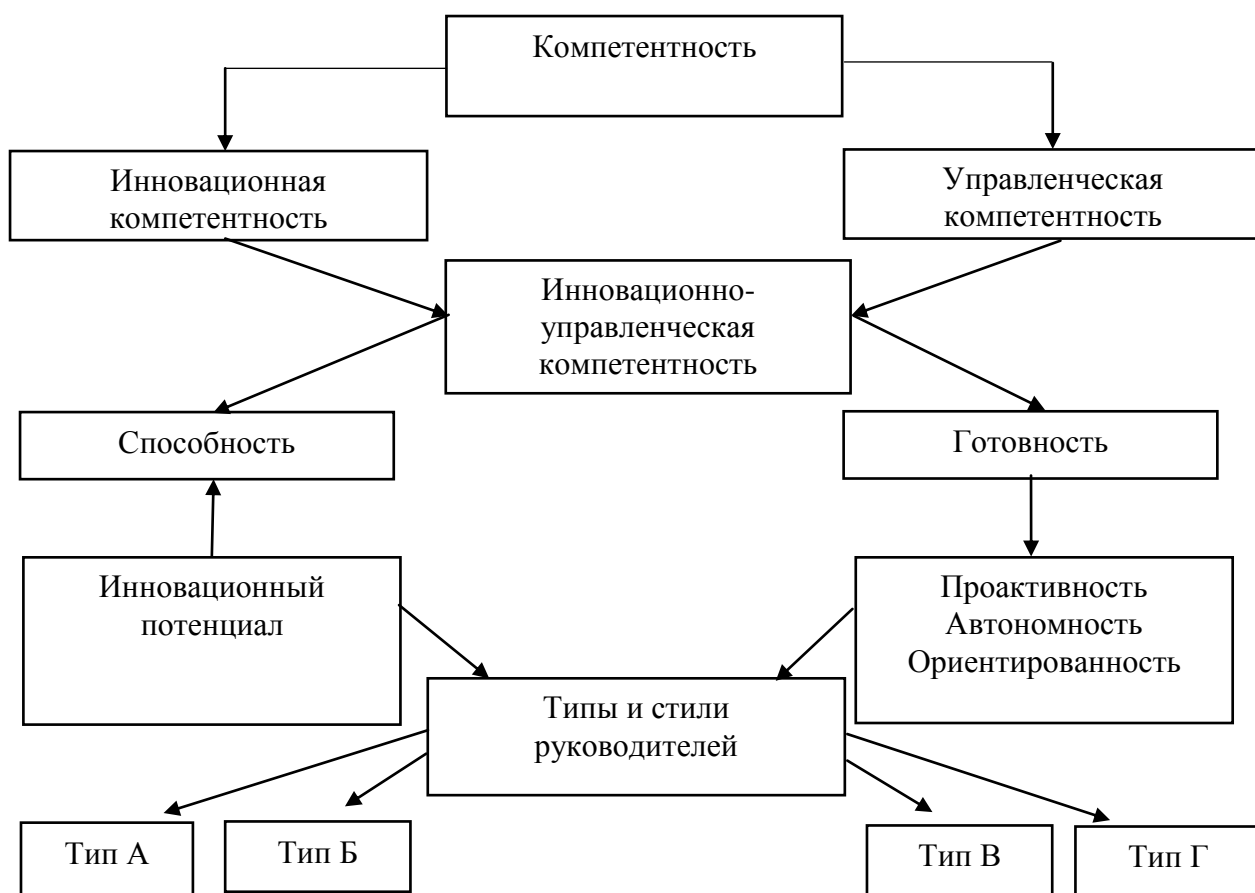 Компетентность
Инновационная
компетентность
Управленческая
компетентность
Инновационно-
управленческая
компетентность
Способность
Готовность
Инновационный
потенциал
Проактивность
Автономность
Ориентированность
Типы и стили
руководителей
Тип А
Тип Б
Тип В
Тип Г